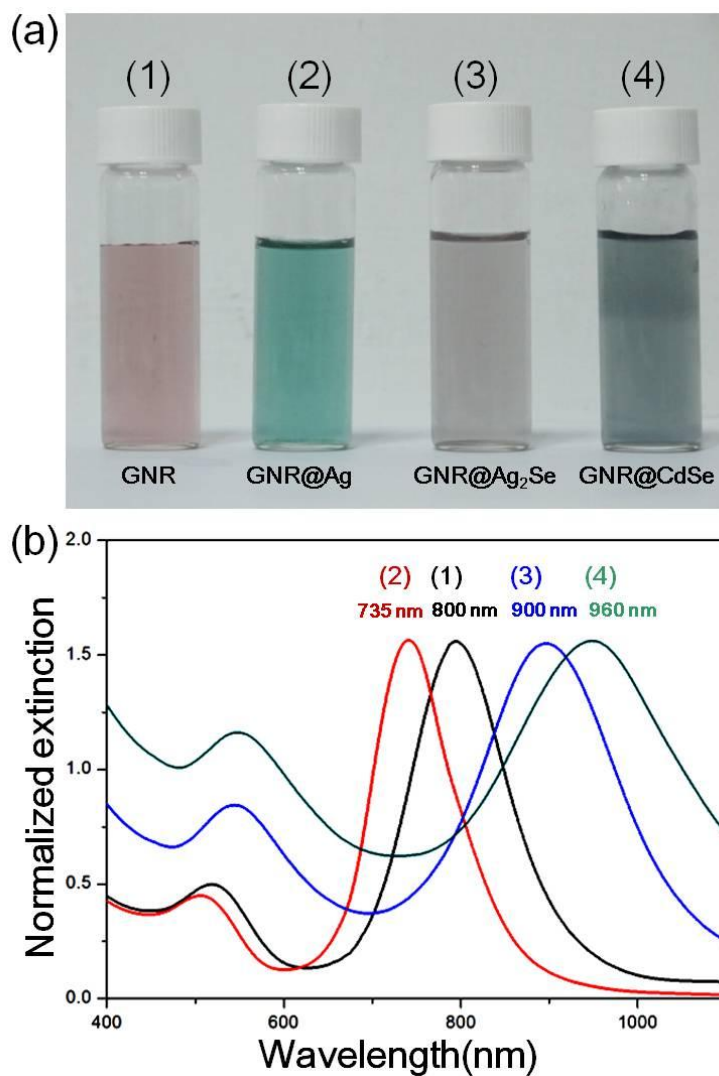 (a)
(1) (2) (3) (4)
GNR GNR@Ag GNR@Ag₂Se GNR@CdSe
(b)
2.0
(2) (1) (3) (4)
735 nm 800 nm 900 nm 960 nm
1.5
1.0
0.5
0.0
400 600 800 1000
Normalized extinction
Wavelength(nm)